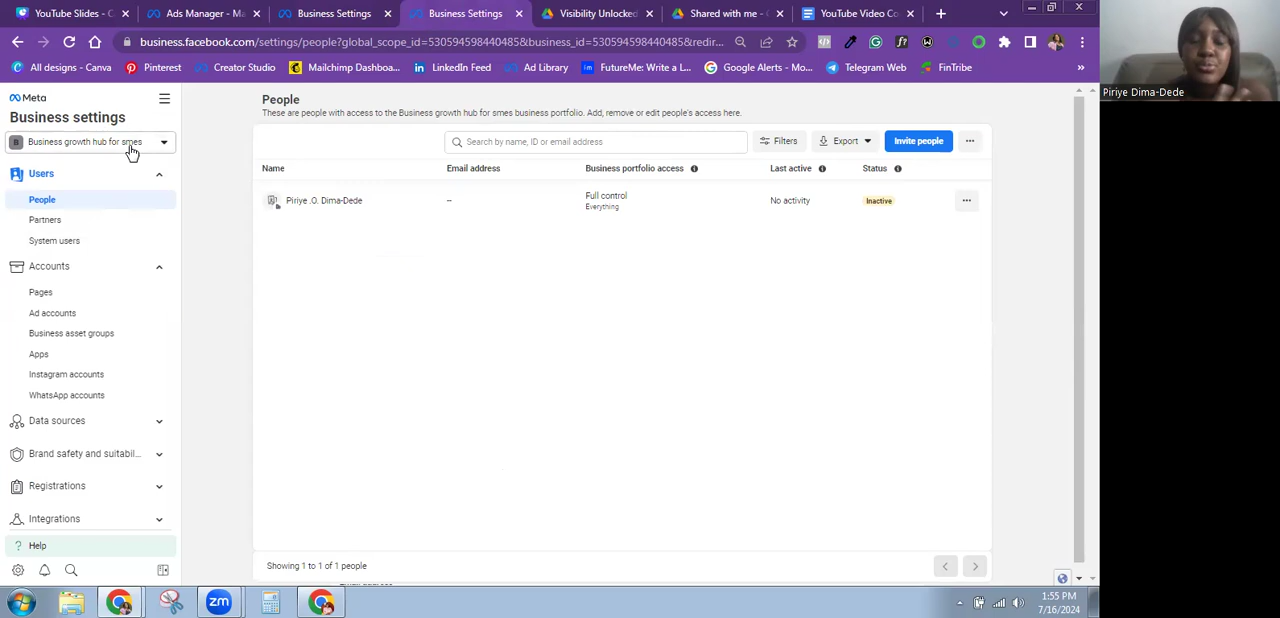 YouTube Slides - C
Ads Manager - Ma
Business Settings
Business Settings
Visibility Unlocked
Shared with me - G
YouTube Video Co
business.facebook.com/settings/people?global_scope_id=530594598440485&business_id=530594598440485&redir...
All designs - Canva
Pinterest
Creator Studio
Mailchimp Dashboa...
LinkedIn Feed
Ad Library
FutureMe: Write a L...
Google Alerts - Mo...
Telegram Web
FinTribe
Piriye Dima-Dede
Meta
Business settings
B
Business growth hub for smes
Users
People
Partners
System users
Accounts
Pages
Ad accounts
Business asset groups
Apps
Instagram accounts
WhatsApp accounts
Data sources
Brand safety and suitabil...
Registrations
Integrations
? Help
People
These are people with access to the Business growth hub for smes business portfolio. Add, remove or edit people's access here.
Search by name, ID or email address
Filters
Export
Invite people
Name
Email address
Business portfolio access
Last active
Status
Piriye .O. Dima-Dede
--
Full control
Everything
No activity
Inactive
Showing 1 to 1 of 1 people
zm
1:55 PM
7/16/2024